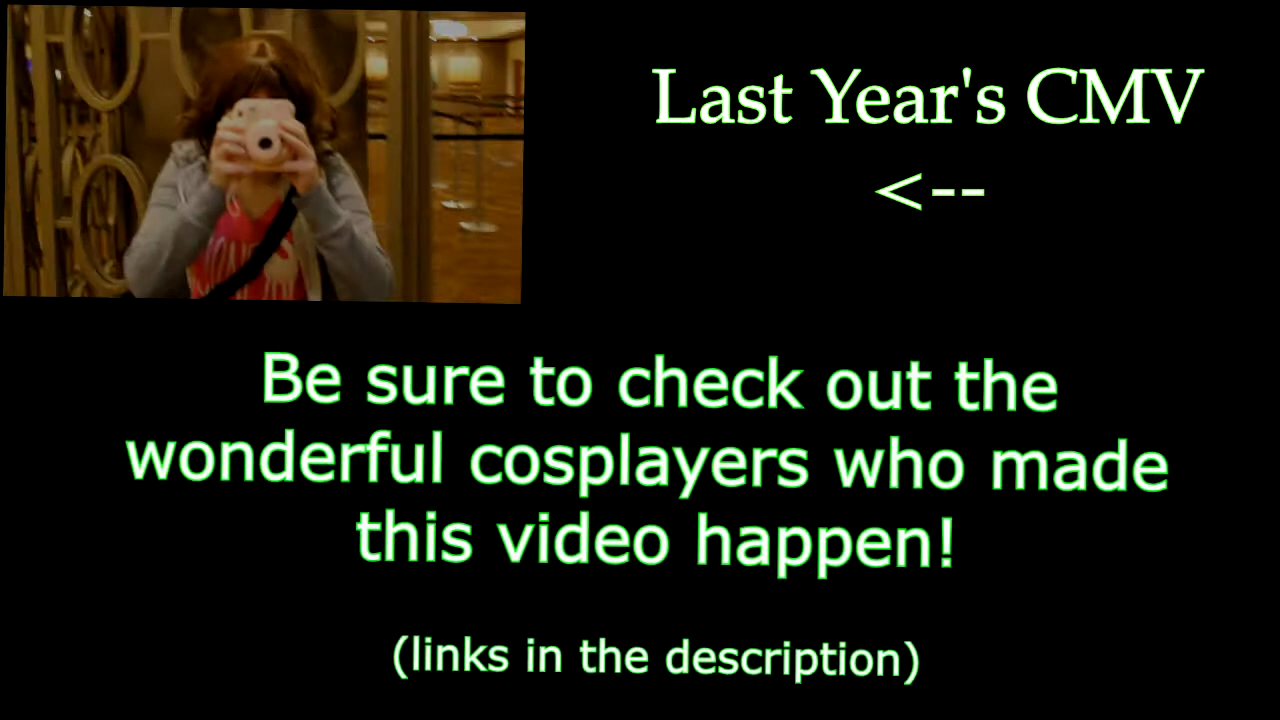 Last Year's CMV
<--
Be sure to check out the
wonderful cosplayers who made
this video happen!
(links in the description)